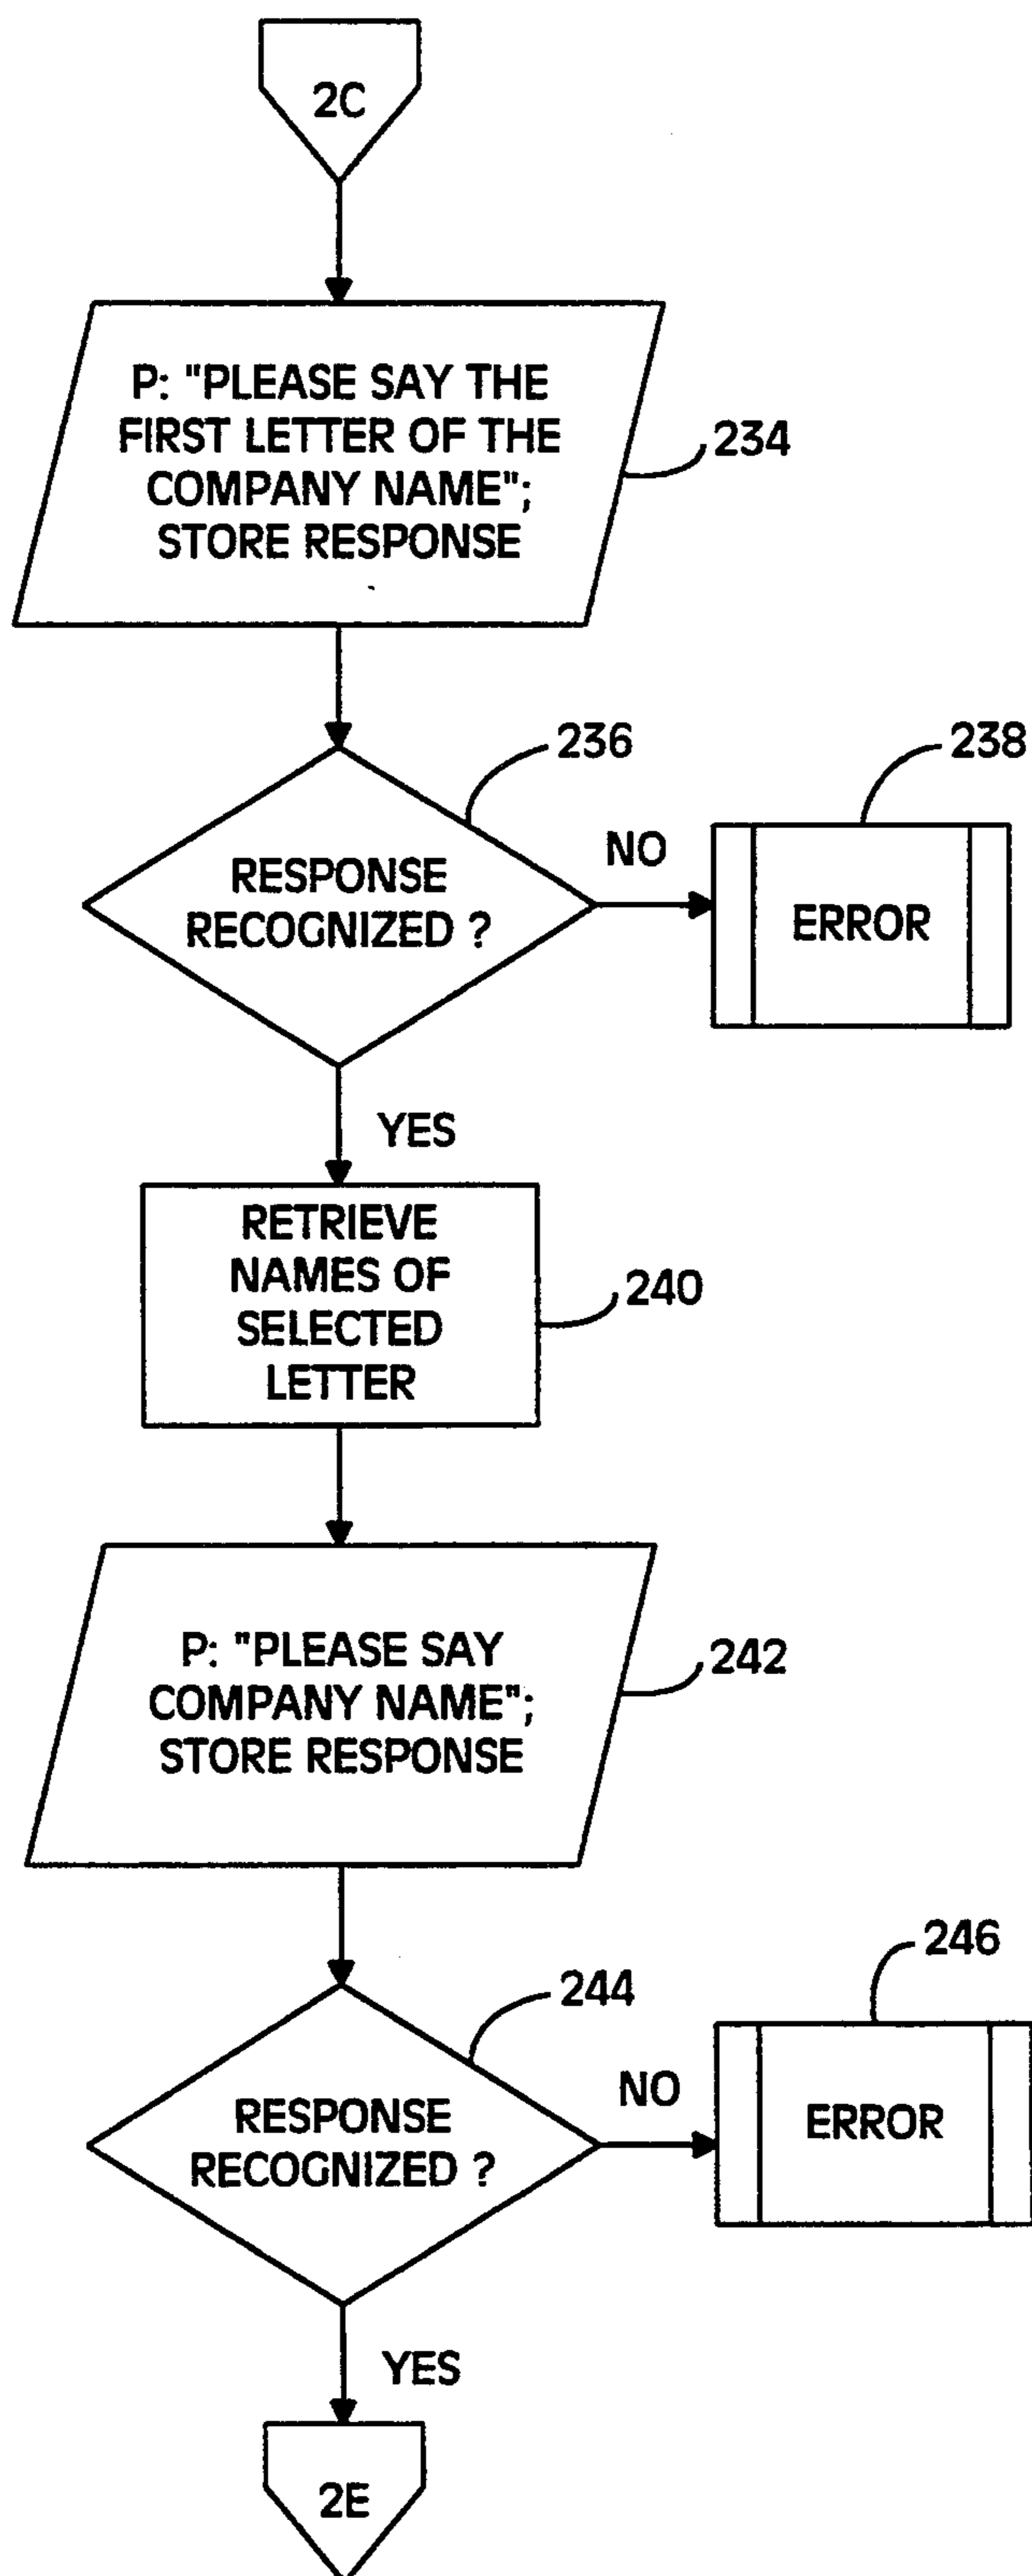 2C
P: "PLEASE SAY THE
FIRST LETTER OF THE
COMPANY NAME";
STORE RESPONSE
234
236
238
RESPONSE
RECOGNIZED ?
NO
ERROR
YES
RETRIEVE
NAMES OF
SELECTED
LETTER
240
P: "PLEASE SAY
COMPANY NAME";
STORE RESPONSE
242
244
246
RESPONSE
RECOGNIZED ?
NO
ERROR
YES
2E